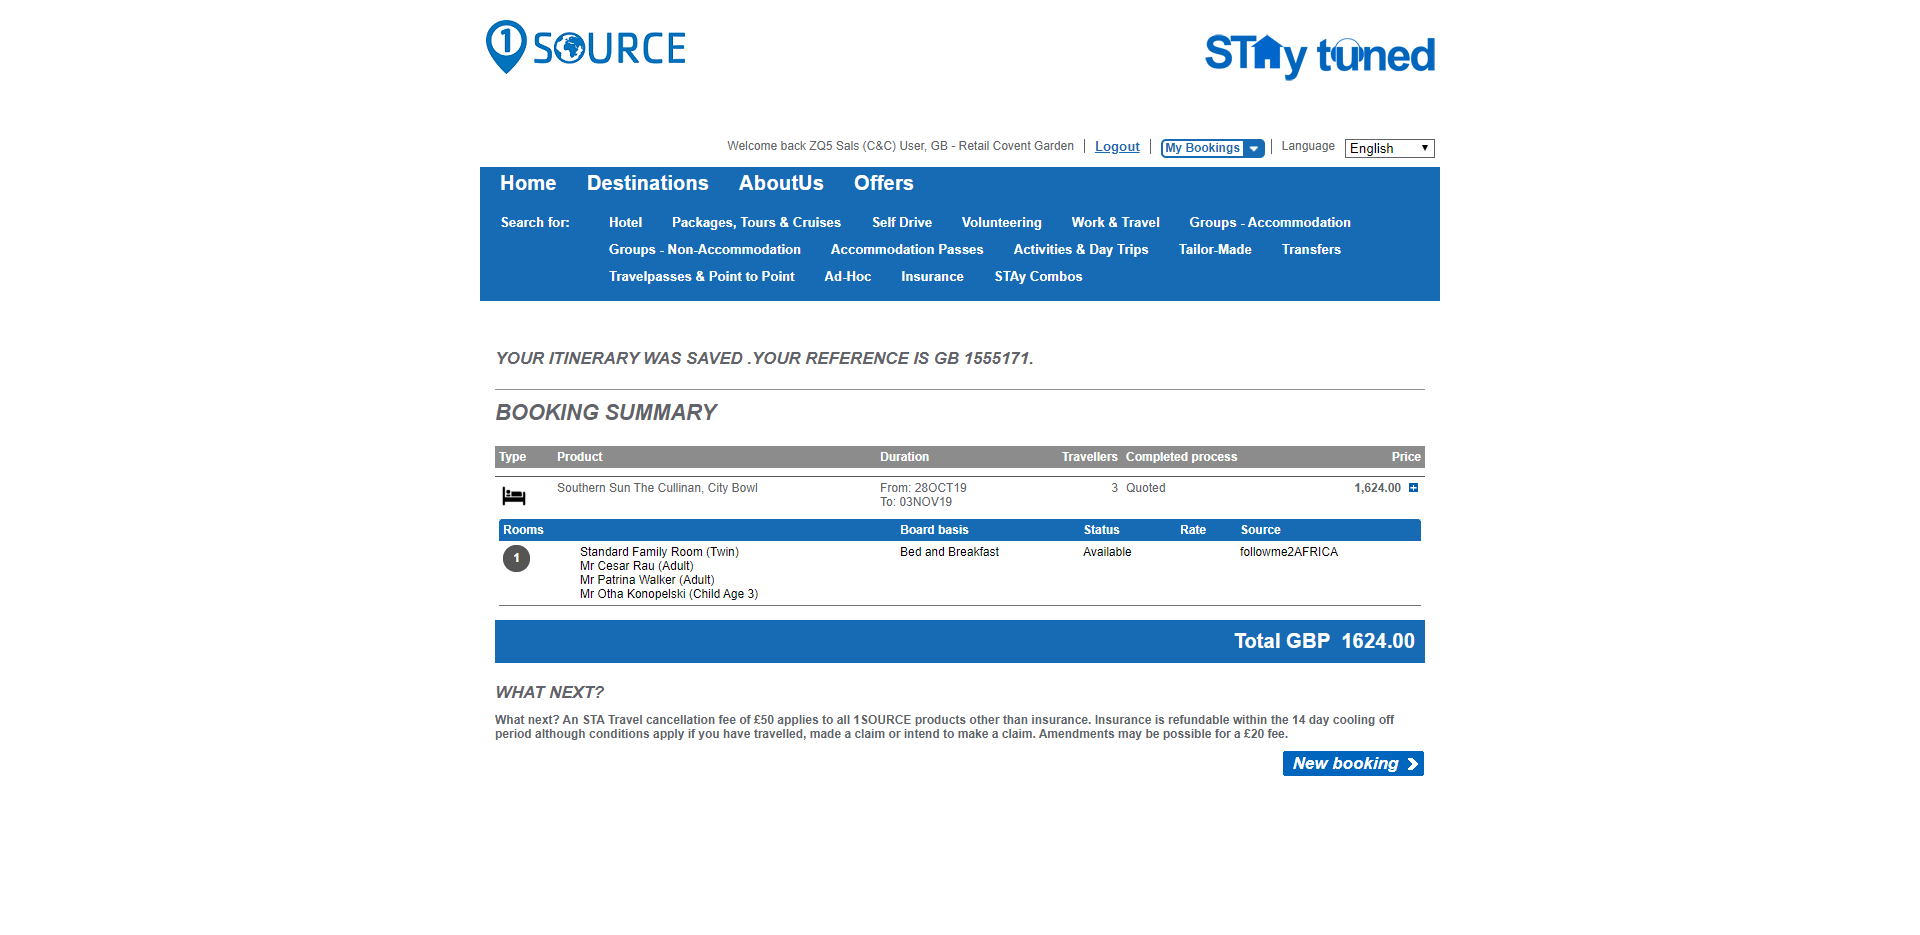 1 SOURCE
STAy tuned
Welcome back ZQ5 Sals (C&C) User, GB - Retail Covent Garden Logout My Bookings Language English
Home Destinations AboutUs Offers
Search for: Hotel Packages, Tours & Cruises Self Drive Volunteering Work & Travel Groups - Accommodation
Groups - Non-Accommodation Accommodation Passes Activities & Day Trips Tailor-Made Transfers
Travelpasses & Point to Point Ad-Hoc Insurance STAy Combos
YOUR ITINERARY WAS SAVED .YOUR REFERENCE IS GB 1555171.
BOOKING SUMMARY
Type Product Duration Travellers Completed process Price
Southern Sun The Cullinan, City Bowl From: 28OCT19 3 Quoted 1,624.00
To: 03NOV19
Rooms Board basis Status Rate Source
1 Standard Family Room (Twin) Bed and Breakfast Available followme2AFRICA
Mr Cesar Rau (Adult)
Mr Patrina Walker (Adult)
Mr Otha Konopelski (Child Age 3)
Total GBP 1624.00
WHAT NEXT?
What next? An STA Travel cancellation fee of £50 applies to all 1SOURCE products other than insurance. Insurance is refundable within the 14 day cooling off
period although conditions apply if you have travelled, made a claim or intend to make a claim. Amendments may be possible for a £20 fee.
New booking